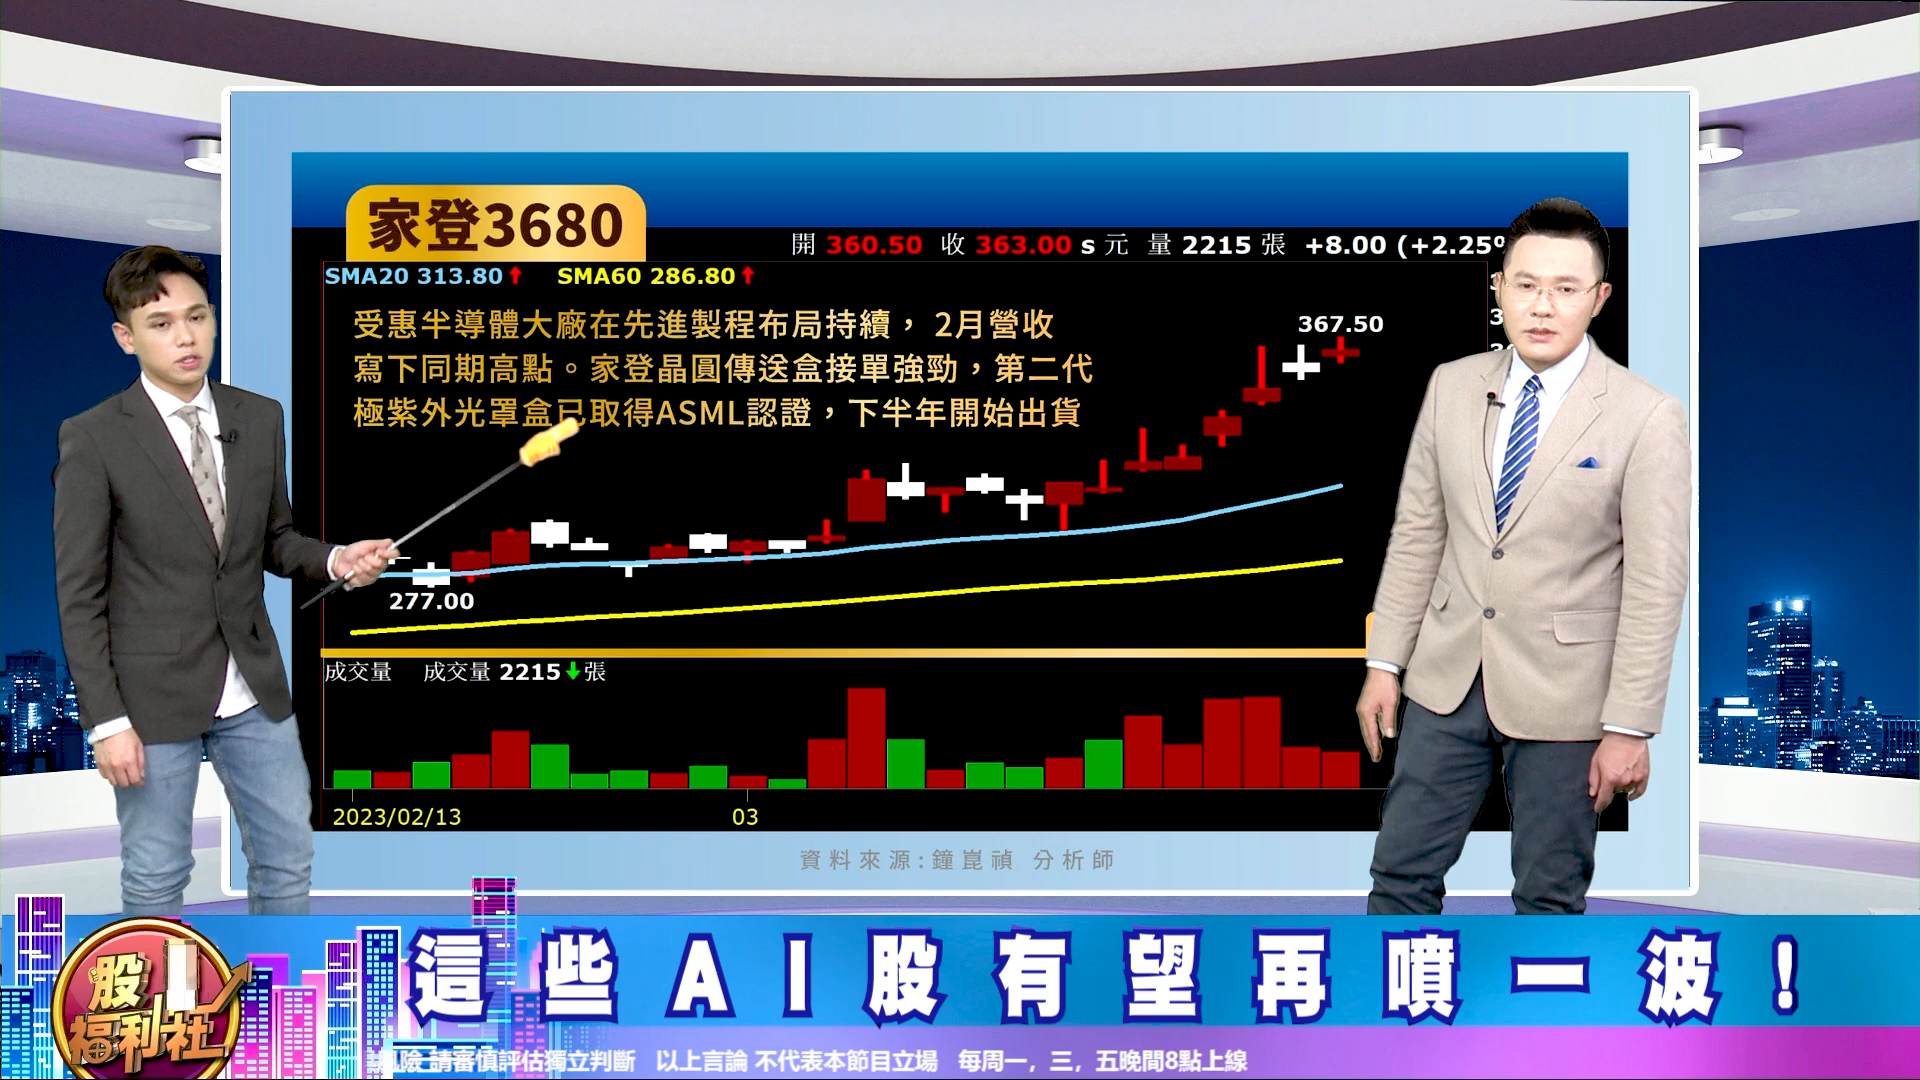 家登3680
開 360.50 收 363.00 s 元 量 2215 張 +8.00 (+2.25%
SMA20 313.80↑ SMA60 286.80↑
367.50
受惠半導體大廠在先進製程布局持續， 2月營收
寫下同期高點。家登晶圓傳送盒接單強勁，第二代
極紫外光罩盒已取得ASML認證，下半年開始出貨
277.00
成交量 成交量 2215↓張
2023/02/13 03
資料來源:鐘崑禎 分析師
這些AI股有望再噴一波!
股
福利社
風險 請審慎評估獨立判斷 以上言論 不代表本節目立場 每周一, 三, 五晚間8點上線